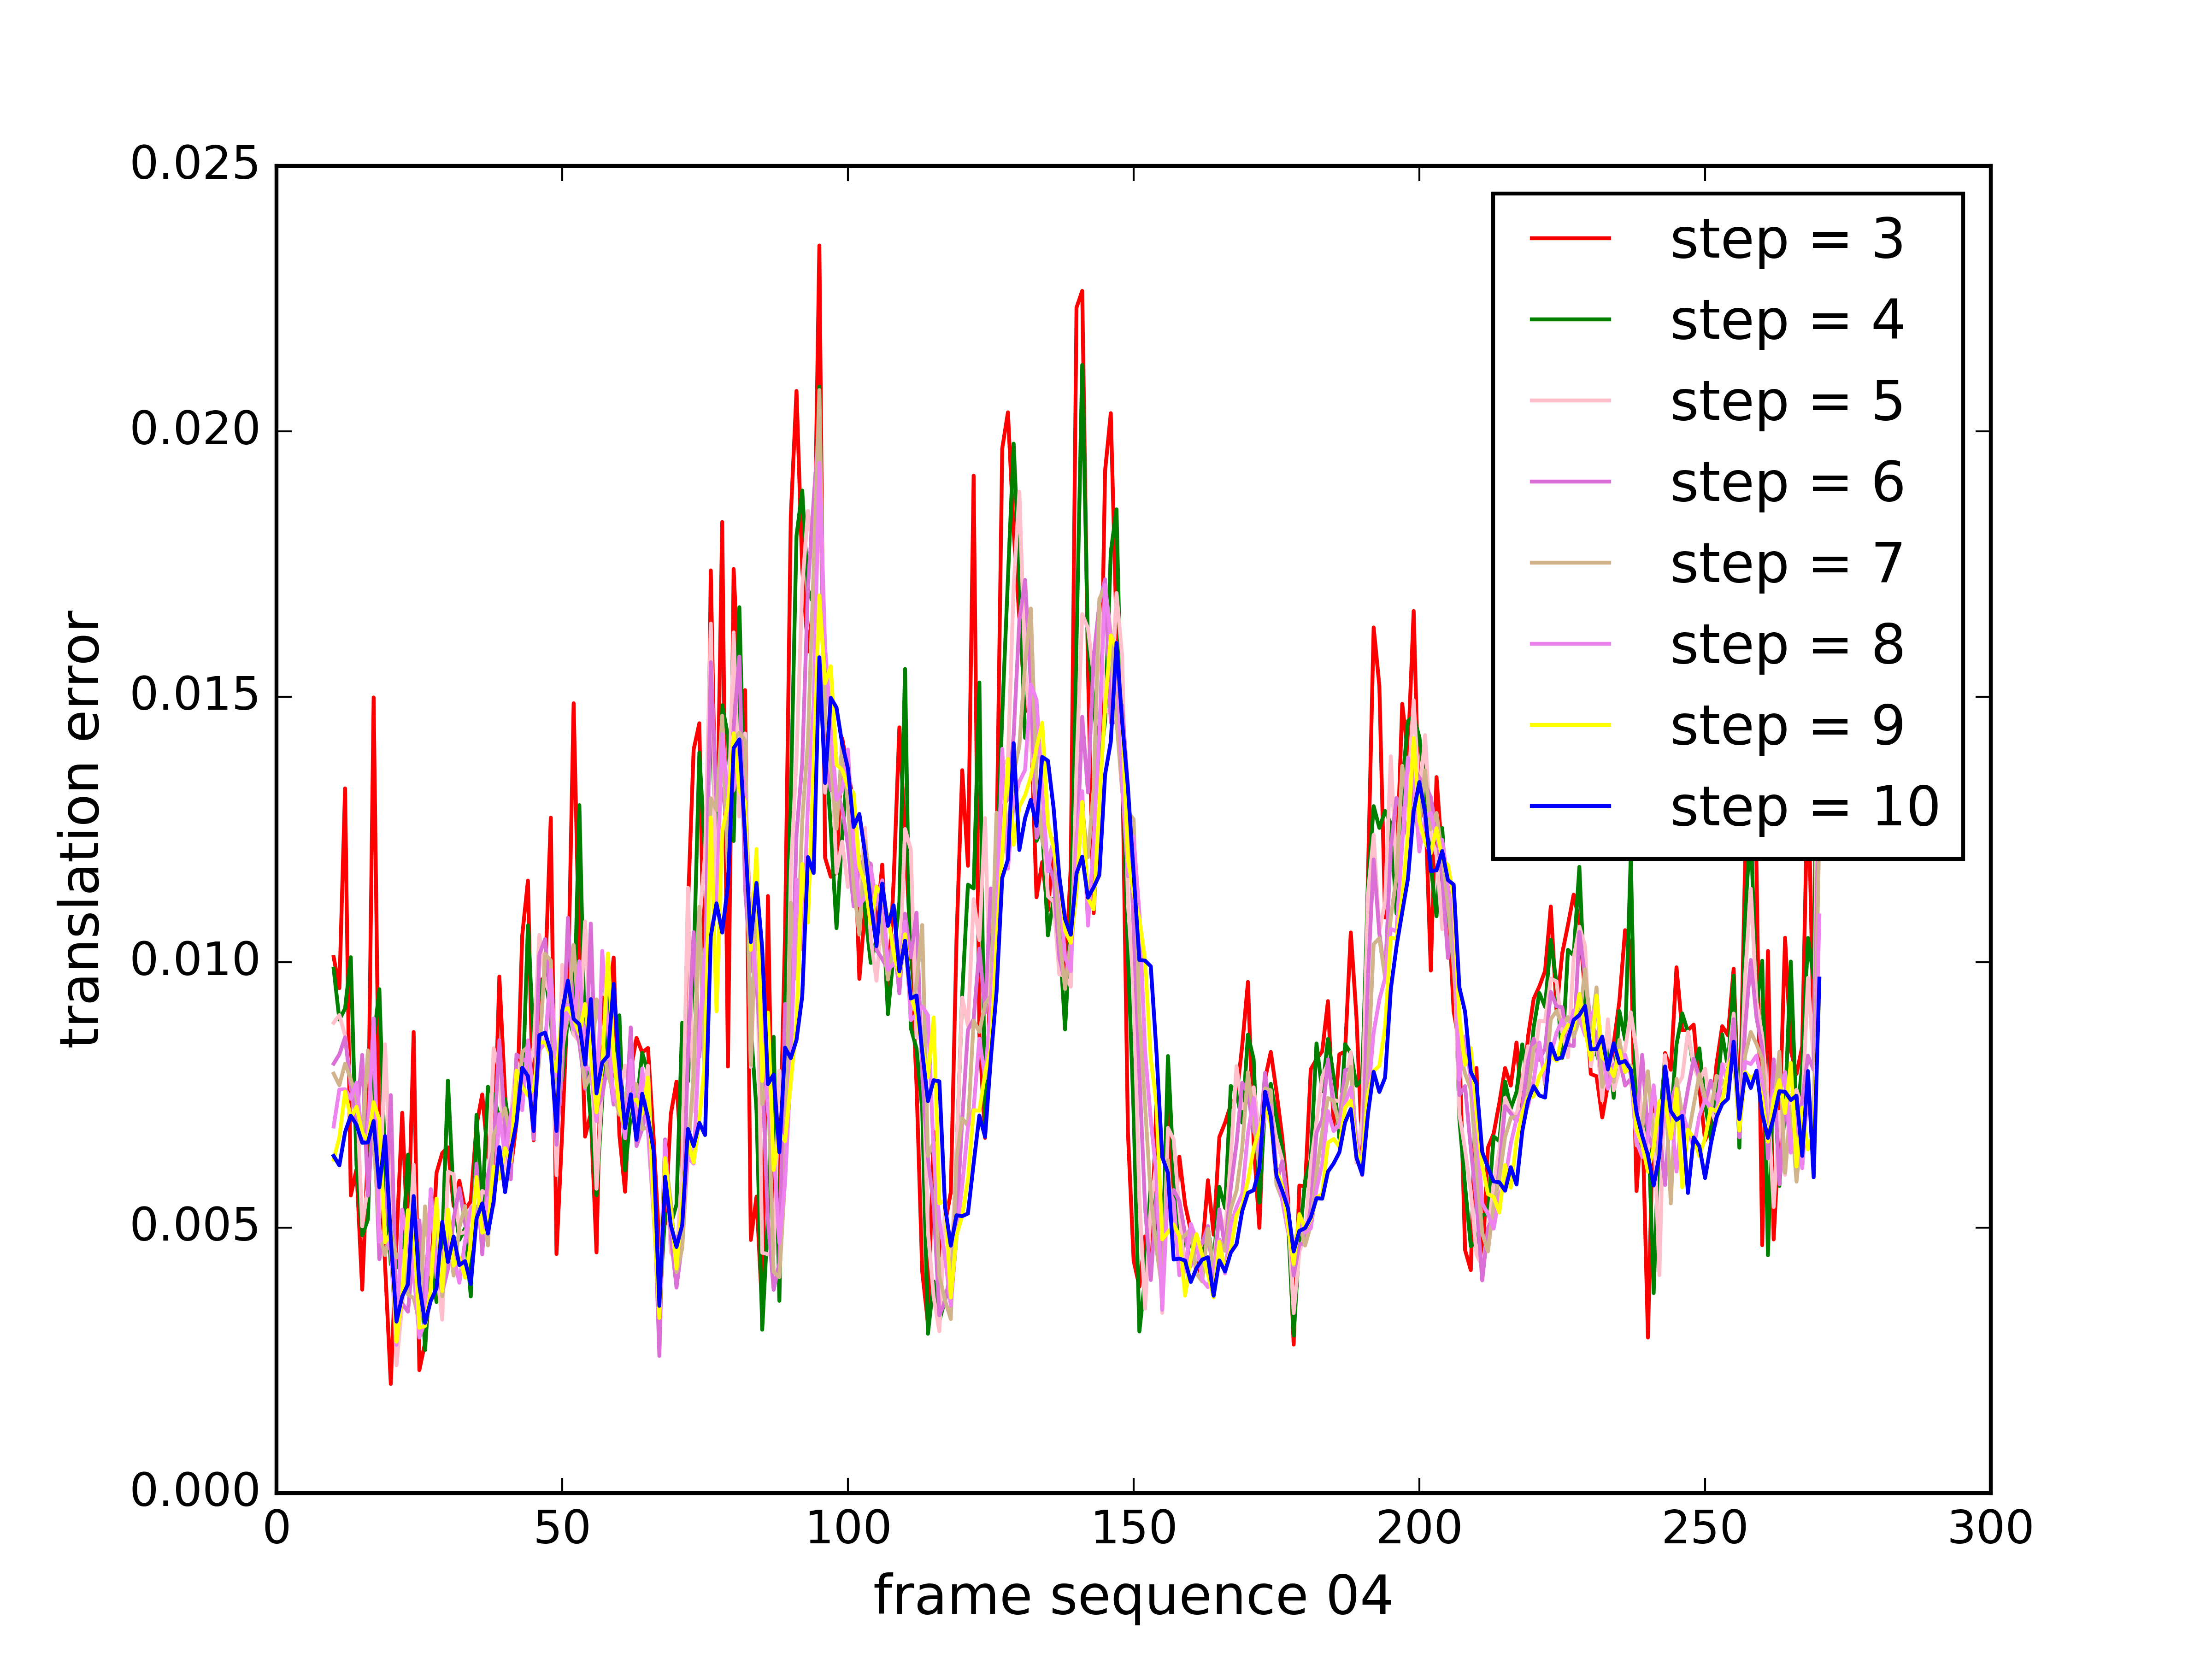 0.025
0.020
0.015
0.010
0.005
0.000
translation error
0 50 100 150 200 250 300
frame sequence 04
step = 3
step = 4
step = 5
step = 6
step = 7
step = 8
step = 9
step = 10